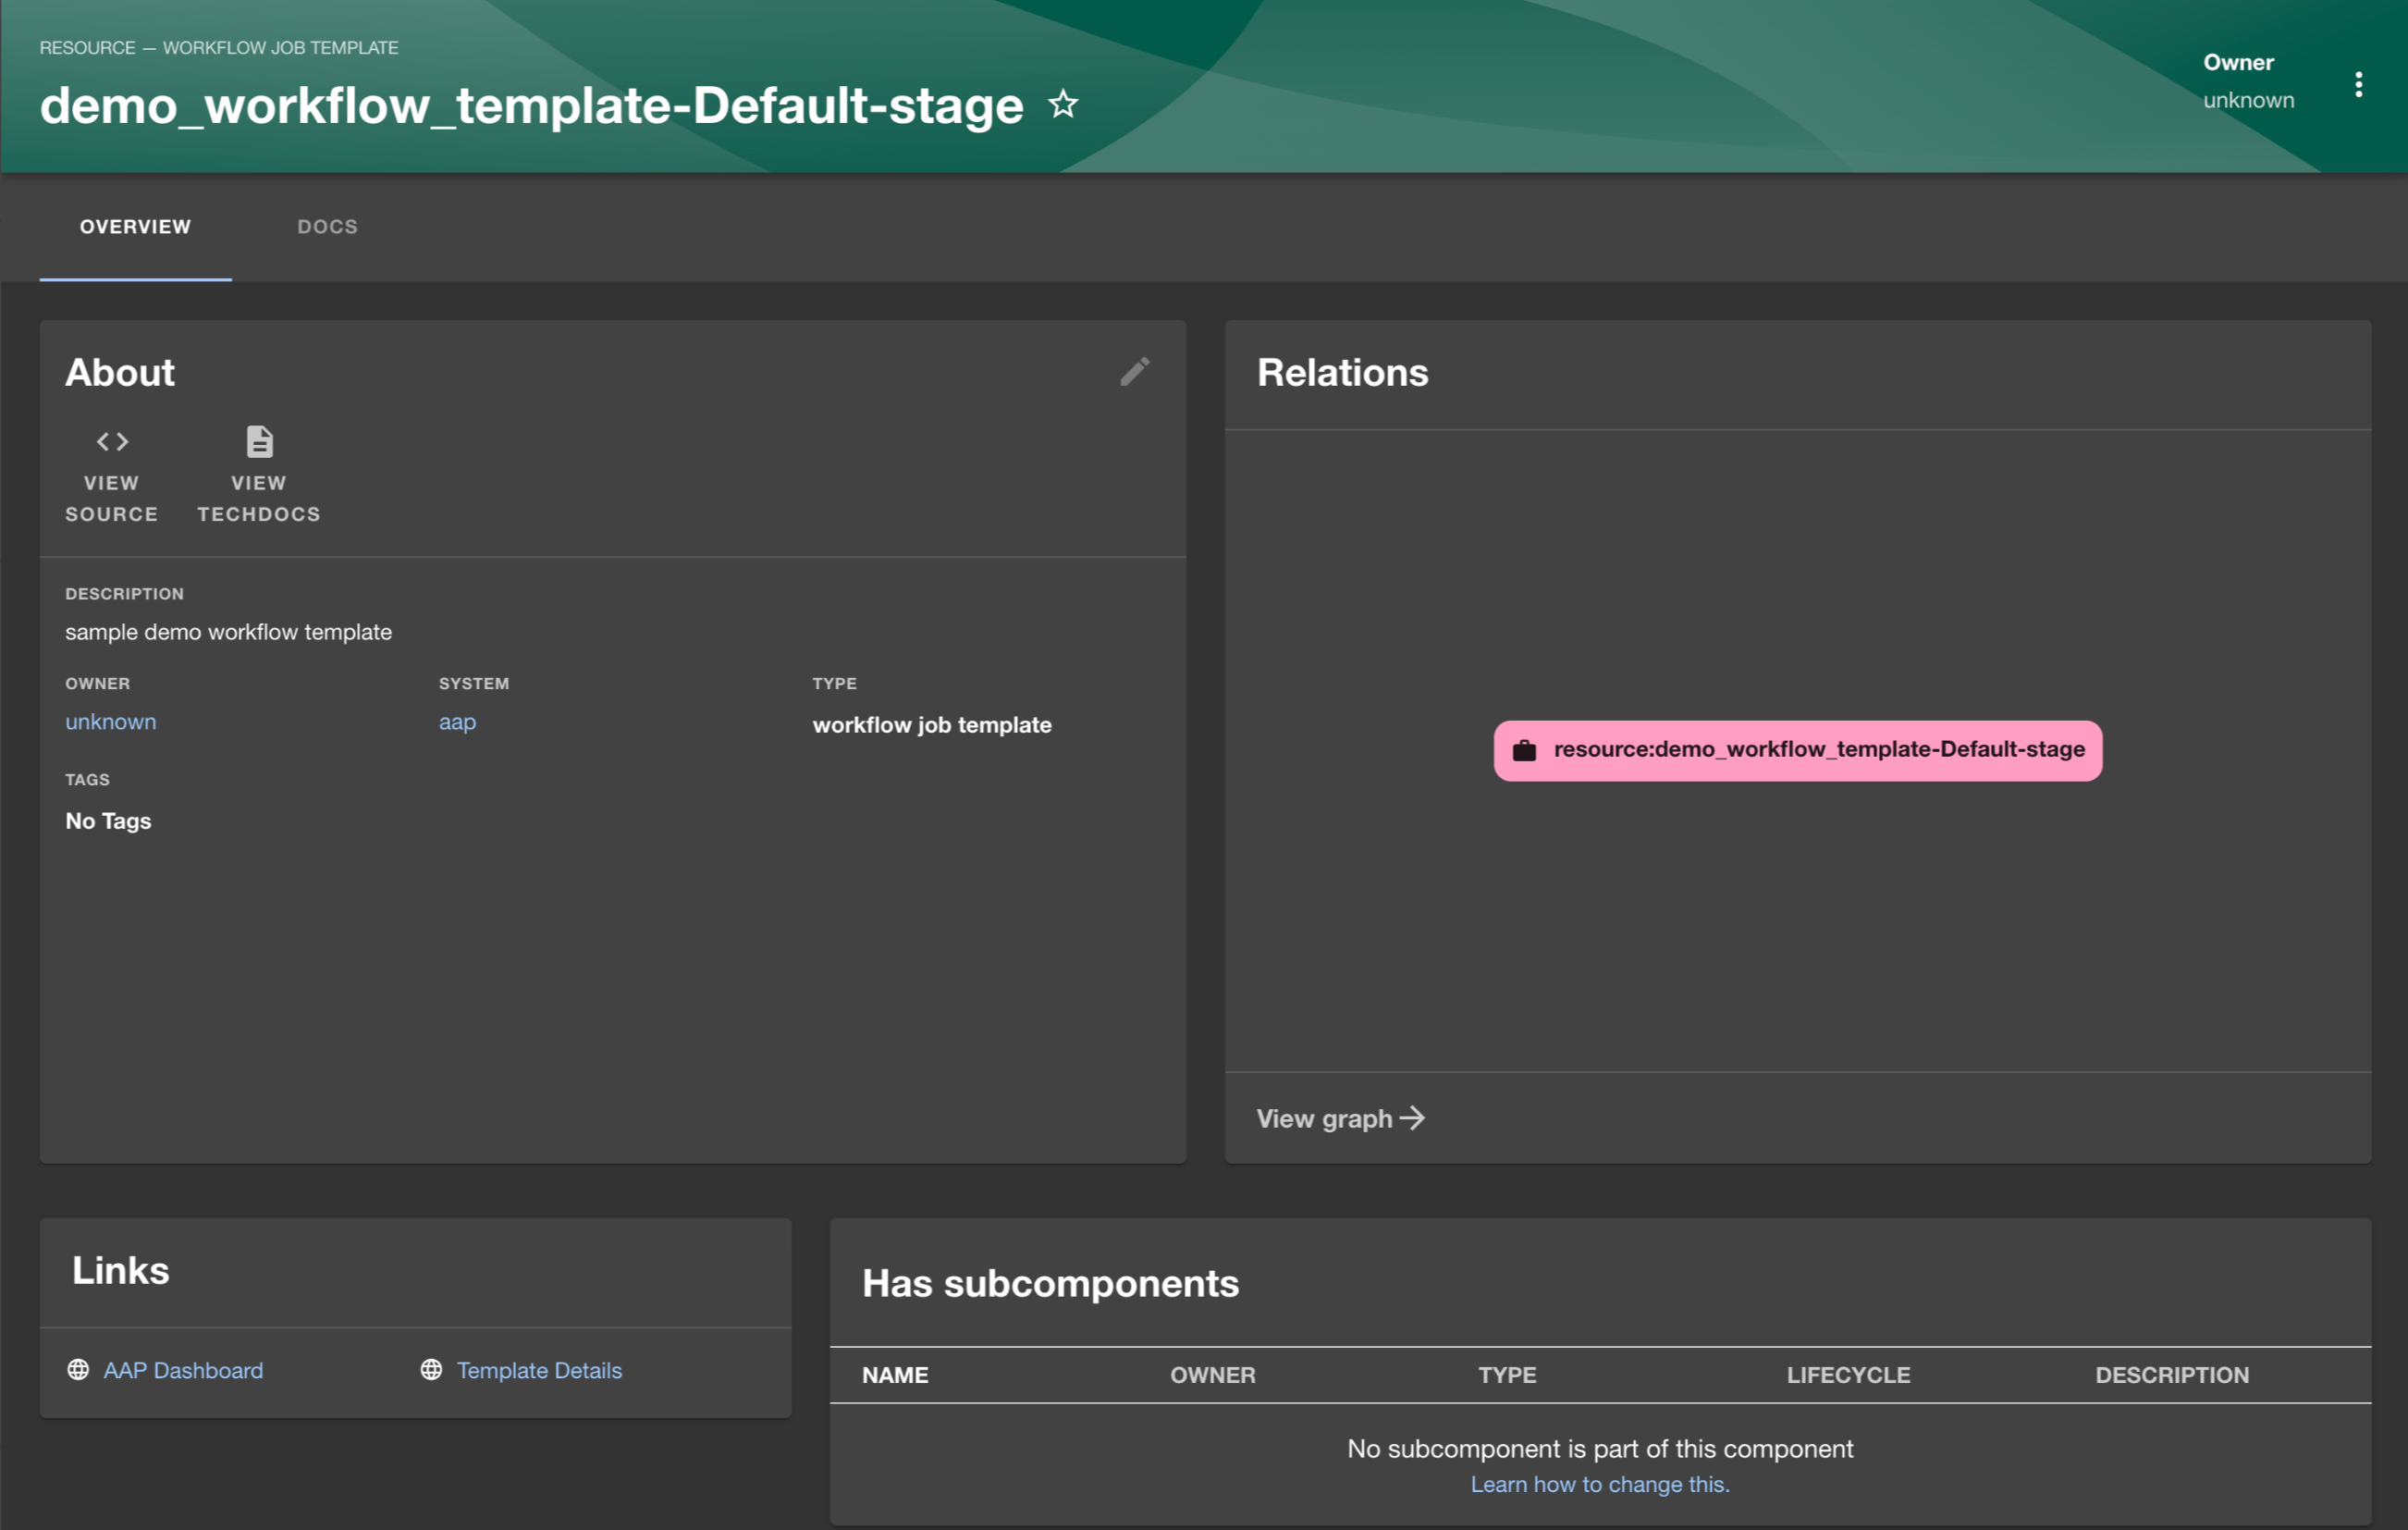 RESOURCE — WORKFLOW JOB TEMPLATE
demo_workflow_template-Default-stage
Owner
unknown
OVERVIEW
DOCS
About
VIEW
SOURCE
VIEW
TECHDOCS
DESCRIPTION
sample demo workflow template
OWNER
unknown
SYSTEM
aap
TYPE
workflow job template
TAGS
No Tags
Relations
resource:demo_workflow_template-Default-stage
View graph
Links
AAP Dashboard
Template Details
Has subcomponents
NAME OWNER TYPE LIFECYCLE DESCRIPTION
No subcomponent is part of this component
Learn how to change this.